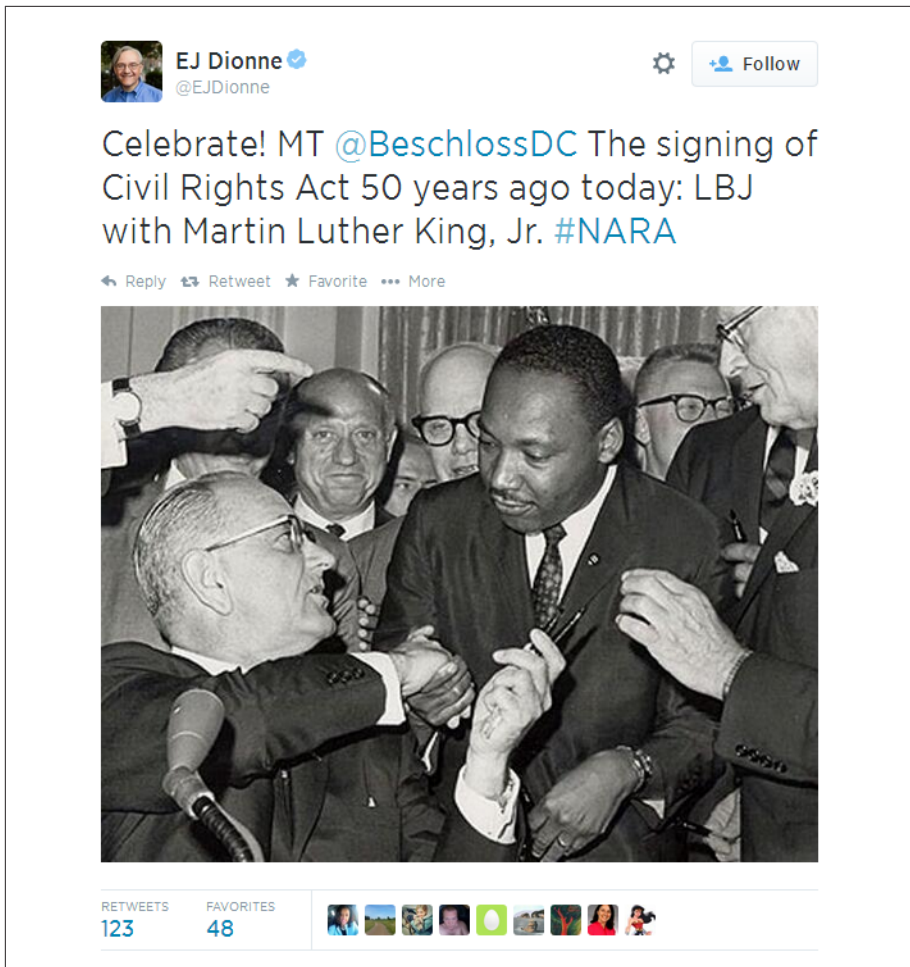 EJ Dionne
@EJDionne
Follow
Celebrate! MT @BeschlossDC The signing of
Civil Rights Act 50 years ago today: LBJ
with Martin Luther King, Jr. #NARA
Reply Retweet Favorite More
RETWEETS FAVORITES
123 48